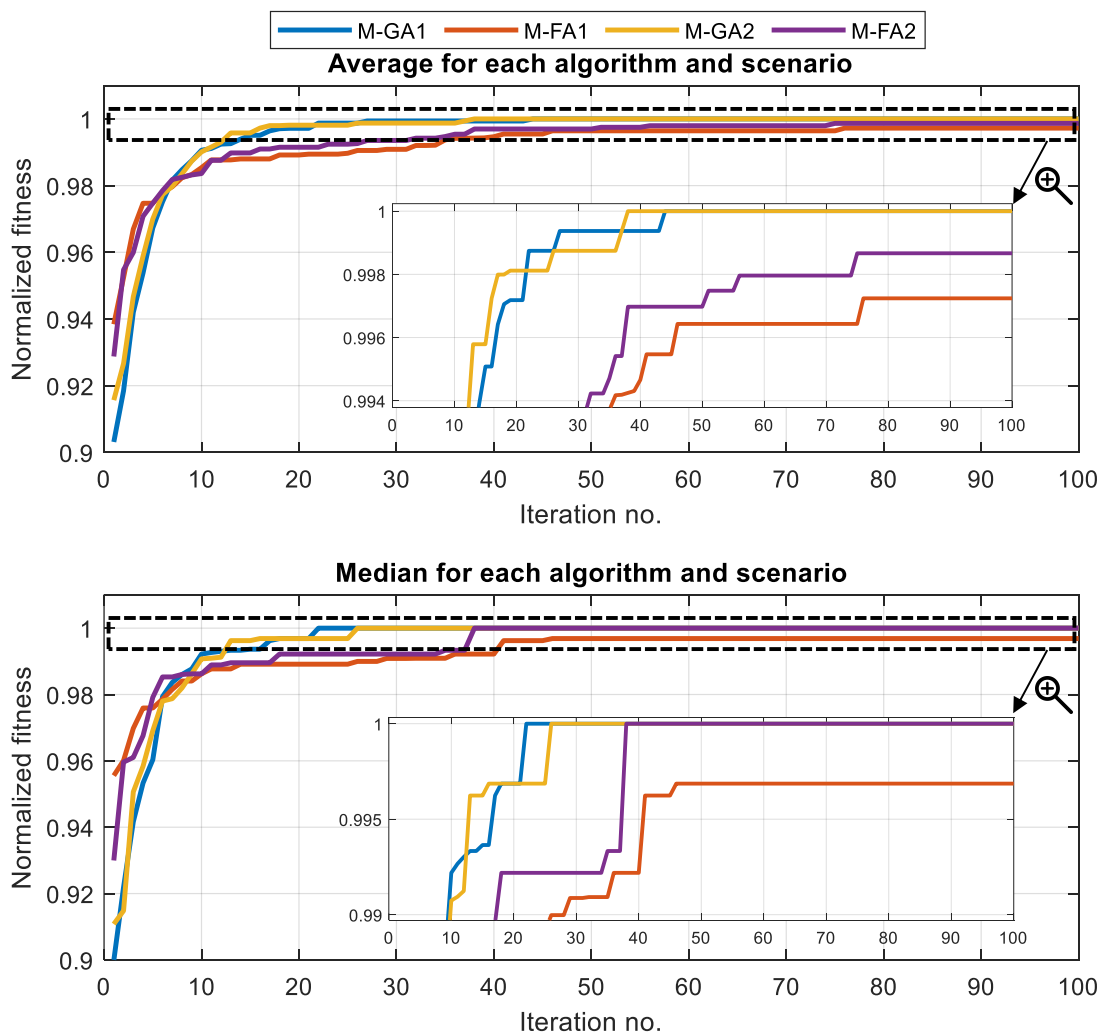 M-GA1 M-FA1 M-GA2 M-FA2
Average for each algorithm and scenario
Normalized fitness
1
0.98
0.96
0.94
0.92
0.9
1
0.998
0.996
0.994
0 10 20 30 40 50 60 70 80 90 100
0 10 20 30 40 50 60 70 80 90 100
Iteration no.
Median for each algorithm and scenario
Normalized fitness
1
0.98
0.96
0.94
0.92
0.9
1
0.995
0.99
0 10 20 30 40 50 60 70 80 90 100
0 10 20 30 40 50 60 70 80 90 100
Iteration no.